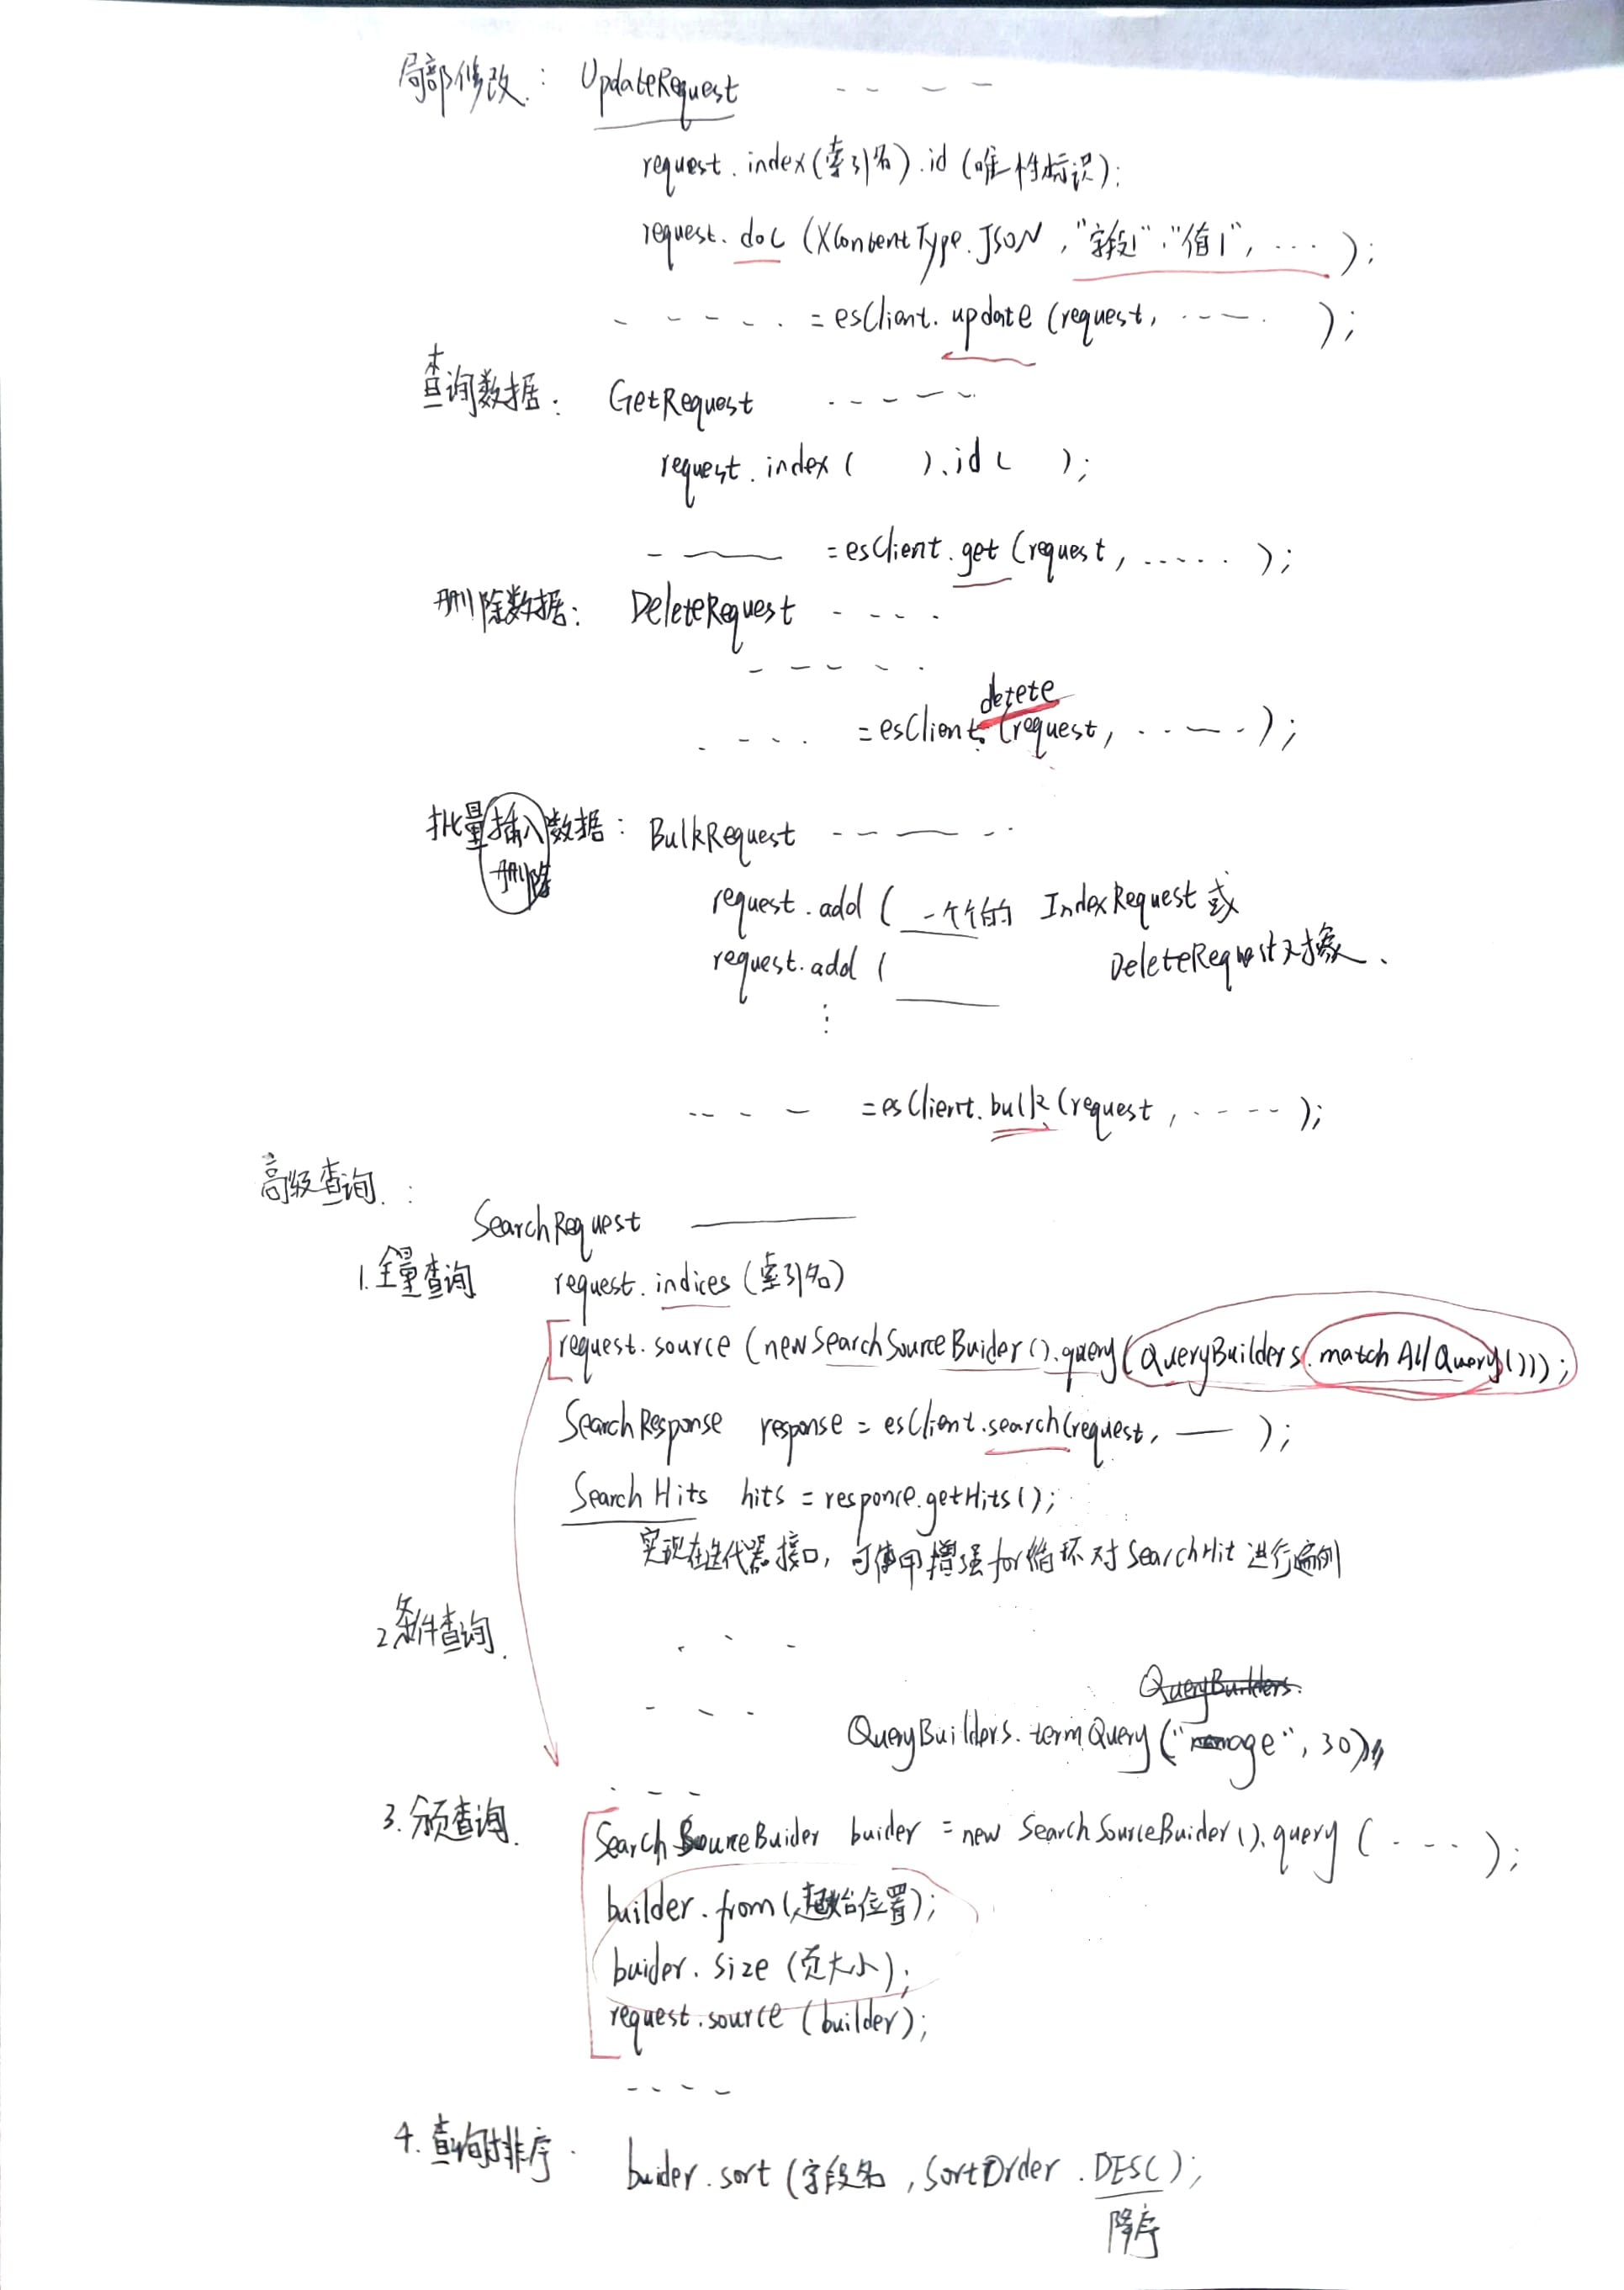 局部修改: UpdateRequest
request.index(索引名).id(唯一性标识);
request.doc(XContentType.JSON,"字段1":"值1",....);
=esClient.update(request,......);
查询数据: GetRequest
request.index(    ).id(    );
=esClient.get(request,......);
删除数据: DeleteRequest
delete
=esClient.(request,......);
批量插入数据: BulkRequest
删除
request.add(一个个的 IndexRequest 或
request.add(    DeleteRequest对象.
=esClient.bulk(request,......);
高级查询:
SearchRequest
1.全量查询 request.indices(索引名)
request.source(new SearchSourceBuider().query(QueryBuilders.matchAllQuery()));
SearchResponse response = esClient.search(request,——);
SearchHits hits = responce.getHits();
实现在迭代器接口,可使用增强for循环对SearchHit进行遍例
2条件查询.
QueryBuilders.termQuery("age",30)
3.分页查询. SearchSourceBuider buider = new SearchSourceBuider().query(----);
builder.from(起始位置);
buider.size(页大小);
request.source(builder);
4.查询时排序. buider.sort(字段名,SortOrder.DESC);
降序